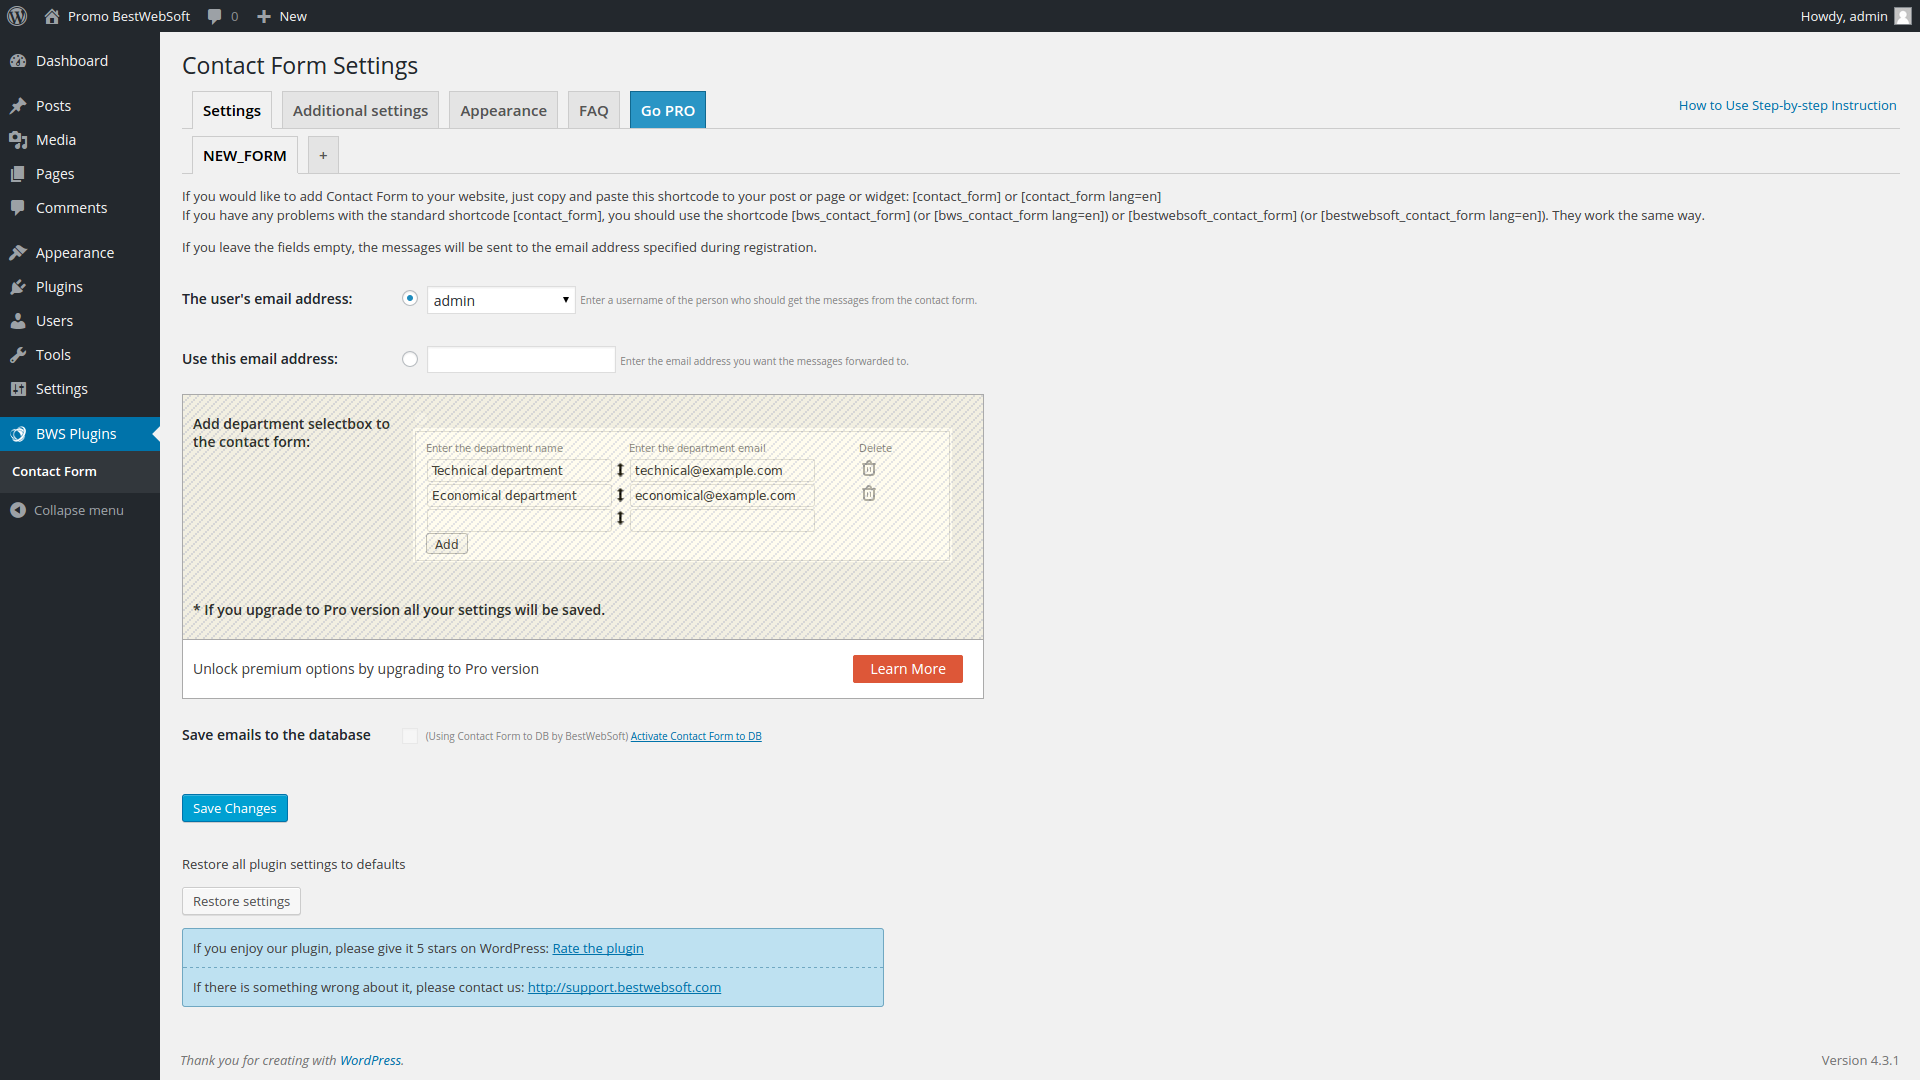 Promo BestWebSoft 0 New Howdy, admin
Dashboard
Posts
Media
Pages
Comments
Appearance
Plugins
Users
Tools
Settings
BWS Plugins
Contact Form
Collapse menu
Contact Form Settings
Settings Additional settings Appearance FAQ Go PRO
How to Use Step-by-step Instruction
NEW_FORM +
If you would like to add Contact Form to your website, just copy and paste this shortcode to your post or page or widget: [contact_form] or [contact_form lang=en]
If you have any problems with the standard shortcode [contact_form], you should use the shortcode [bws_contact_form] (or [bws_contact_form lang=en]) or [bestwebsoft_contact_form] (or [bestwebsoft_contact_form lang=en]). They work the same way.
If you leave the fields empty, the messages will be sent to the email address specified during registration.
The user's email address: admin Enter a username of the person who should get the messages from the contact form.
Use this email address: Enter the email address you want the messages forwarded to.
Add department selectbox to
the contact form:
Enter the department name Enter the department email Delete
Technical department technical@example.com
Economical department economical@example.com
Add
* If you upgrade to Pro version all your settings will be saved.
Unlock premium options by upgrading to Pro version Learn More
Save emails to the database (Using Contact Form to DB by BestWebSoft) Activate Contact Form to DB
Save Changes
Restore all plugin settings to defaults
Restore settings
If you enjoy our plugin, please give it 5 stars on WordPress: Rate the plugin
If there is something wrong about it, please contact us: http://support.bestwebsoft.com
Thank you for creating with WordPress. Version 4.3.1